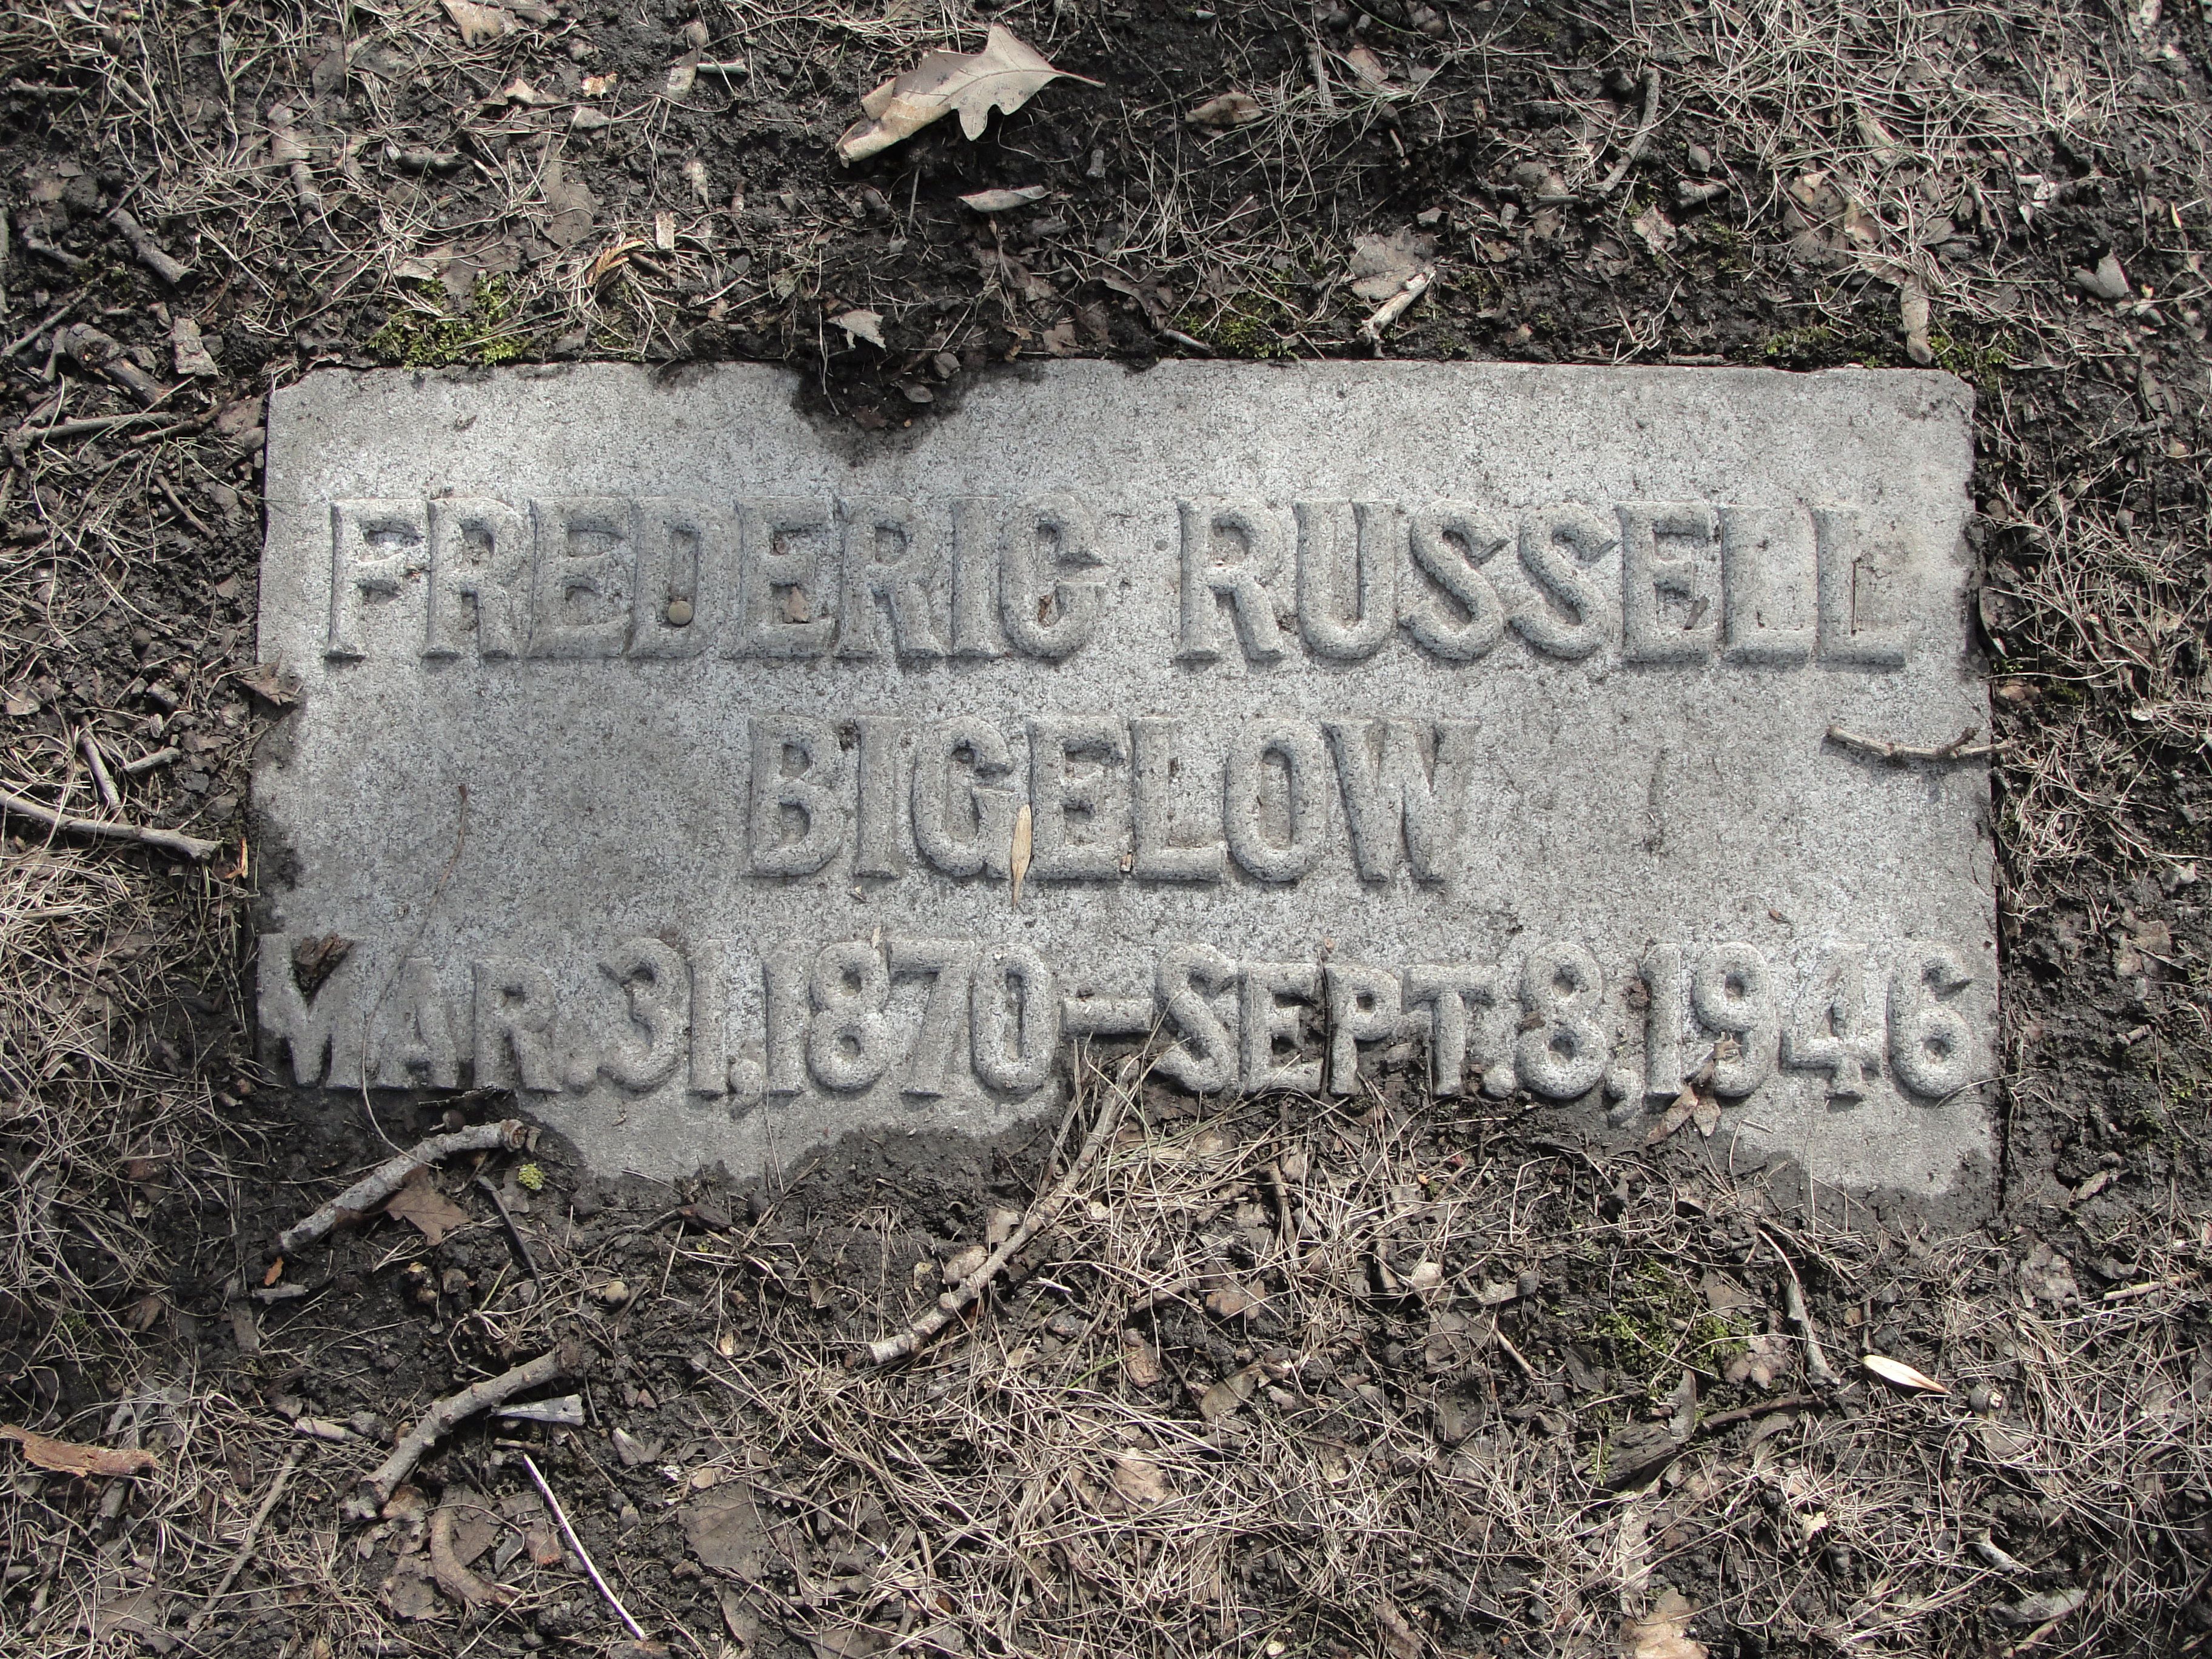 FREDERIC RUSSELL
BIGELOW
MAR. 31, 1870 – SEPT. 8, 1946